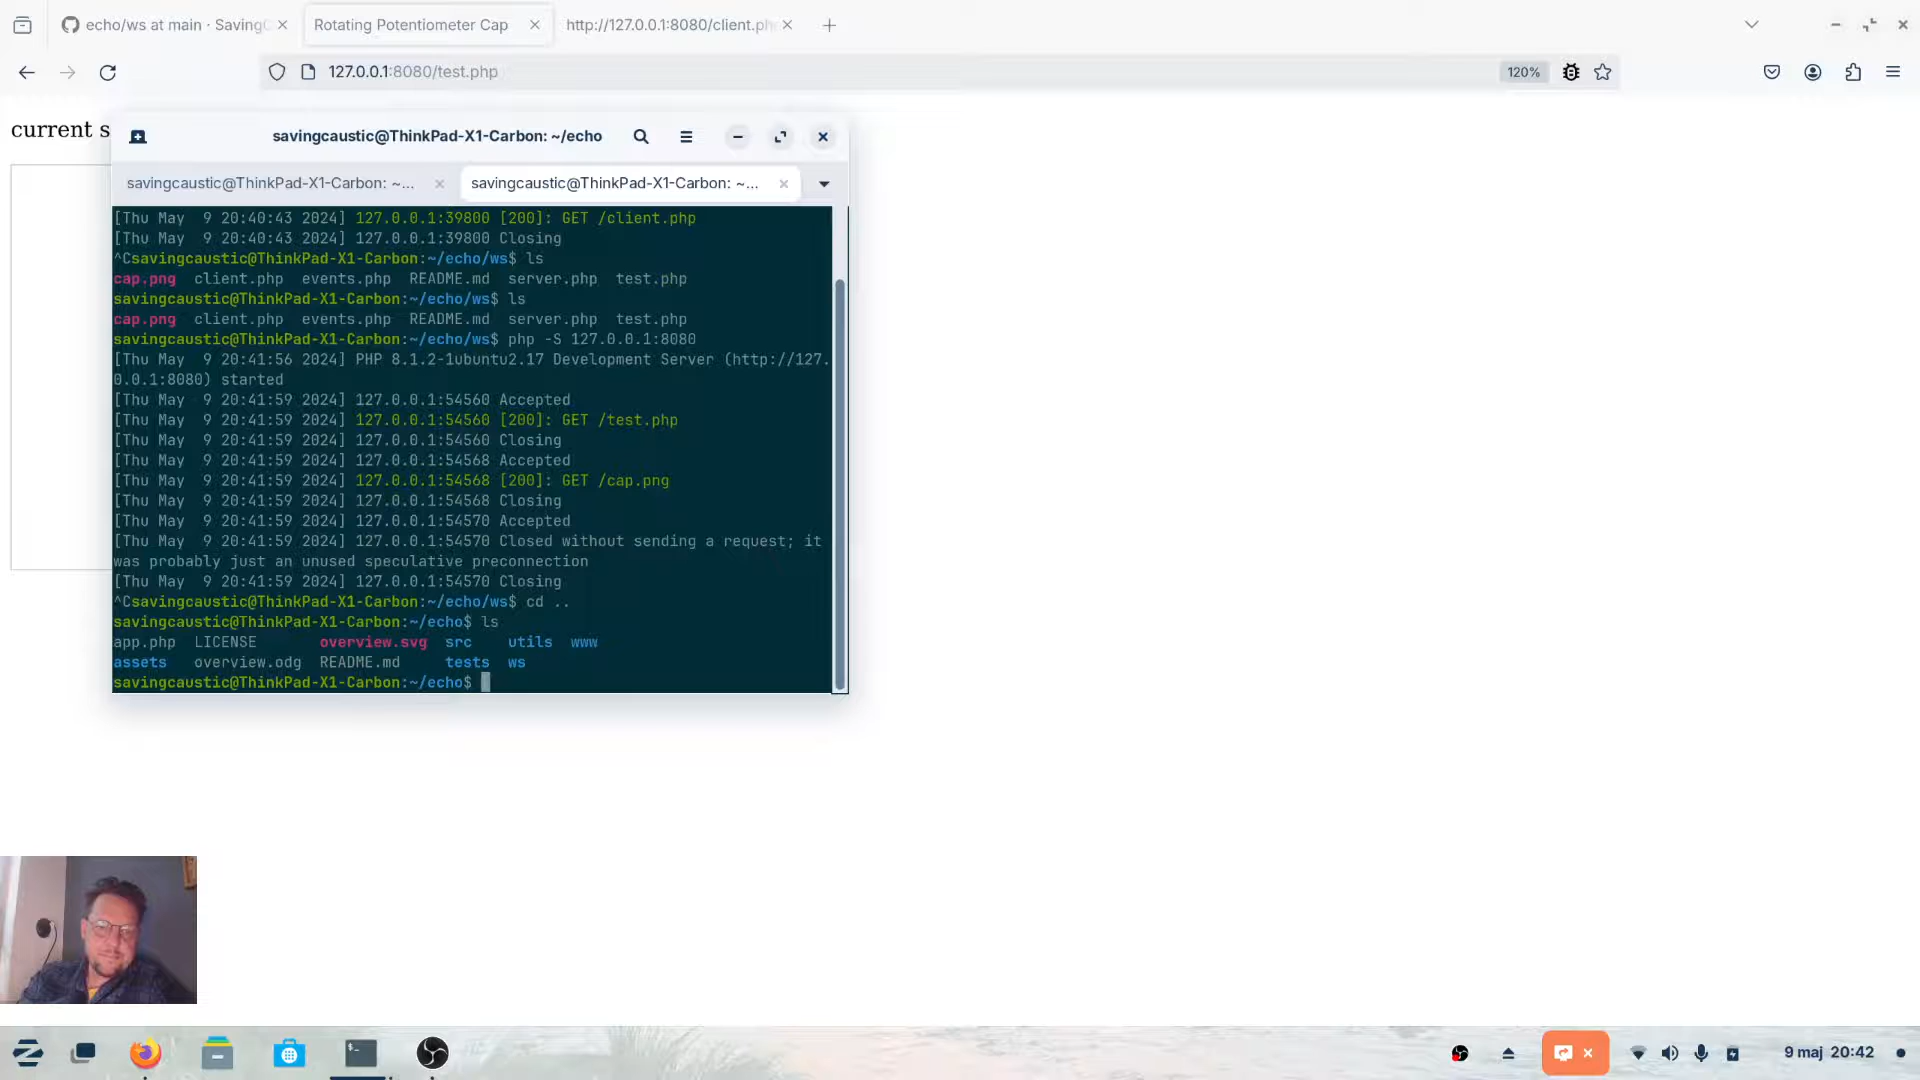 echo/ws at main · SavingC
Rotating Potentiometer Cap
http://127.0.0.1:8080/client.ph
127.0.0.1:8080/test.php
120%
current s
savingcaustic@ThinkPad-X1-Carbon: ~/echo
savingcaustic@ThinkPad-X1-Carbon: ~...
savingcaustic@ThinkPad-X1-Carbon: ~...
[Thu May  9 20:40:43 2024] 127.0.0.1:39800 [200]: GET /client.php
[Thu May  9 20:40:43 2024] 127.0.0.1:39800 Closing
^Csavingcaustic@ThinkPad-X1-Carbon:~/echo/ws$ ls
cap.png  client.php  events.php  README.md  server.php  test.php
savingcaustic@ThinkPad-X1-Carbon:~/echo/ws$ ls
cap.png  client.php  events.php  README.md  server.php  test.php
savingcaustic@ThinkPad-X1-Carbon:~/echo/ws$ php -S 127.0.0.1:8080
[Thu May  9 20:41:56 2024] PHP 8.1.2-1ubuntu2.17 Development Server (http://127.
0.0.1:8080) started
[Thu May  9 20:41:59 2024] 127.0.0.1:54560 Accepted
[Thu May  9 20:41:59 2024] 127.0.0.1:54560 [200]: GET /test.php
[Thu May  9 20:41:59 2024] 127.0.0.1:54560 Closing
[Thu May  9 20:41:59 2024] 127.0.0.1:54568 Accepted
[Thu May  9 20:41:59 2024] 127.0.0.1:54568 [200]: GET /cap.png
[Thu May  9 20:41:59 2024] 127.0.0.1:54568 Closing
[Thu May  9 20:41:59 2024] 127.0.0.1:54570 Accepted
[Thu May  9 20:41:59 2024] 127.0.0.1:54570 Closed without sending a request; it
was probably just an unused speculative preconnection
[Thu May  9 20:41:59 2024] 127.0.0.1:54570 Closing
^Csavingcaustic@ThinkPad-X1-Carbon:~/echo/ws$ cd ..
savingcaustic@ThinkPad-X1-Carbon:~/echo$ ls
app.php  LICENSE  overview.svg  src  utils  www
assets  overview.odg  README.md  tests  ws
savingcaustic@ThinkPad-X1-Carbon:~/echo$
9 maj  20:42